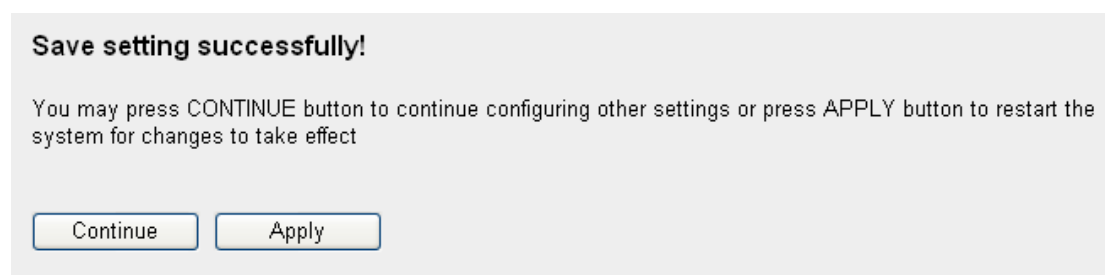 Save setting successfully!
You may press CONTINUE button to continue configuring other settings or press APPLY button to restart the
system for changes to take effect
Continue
Apply